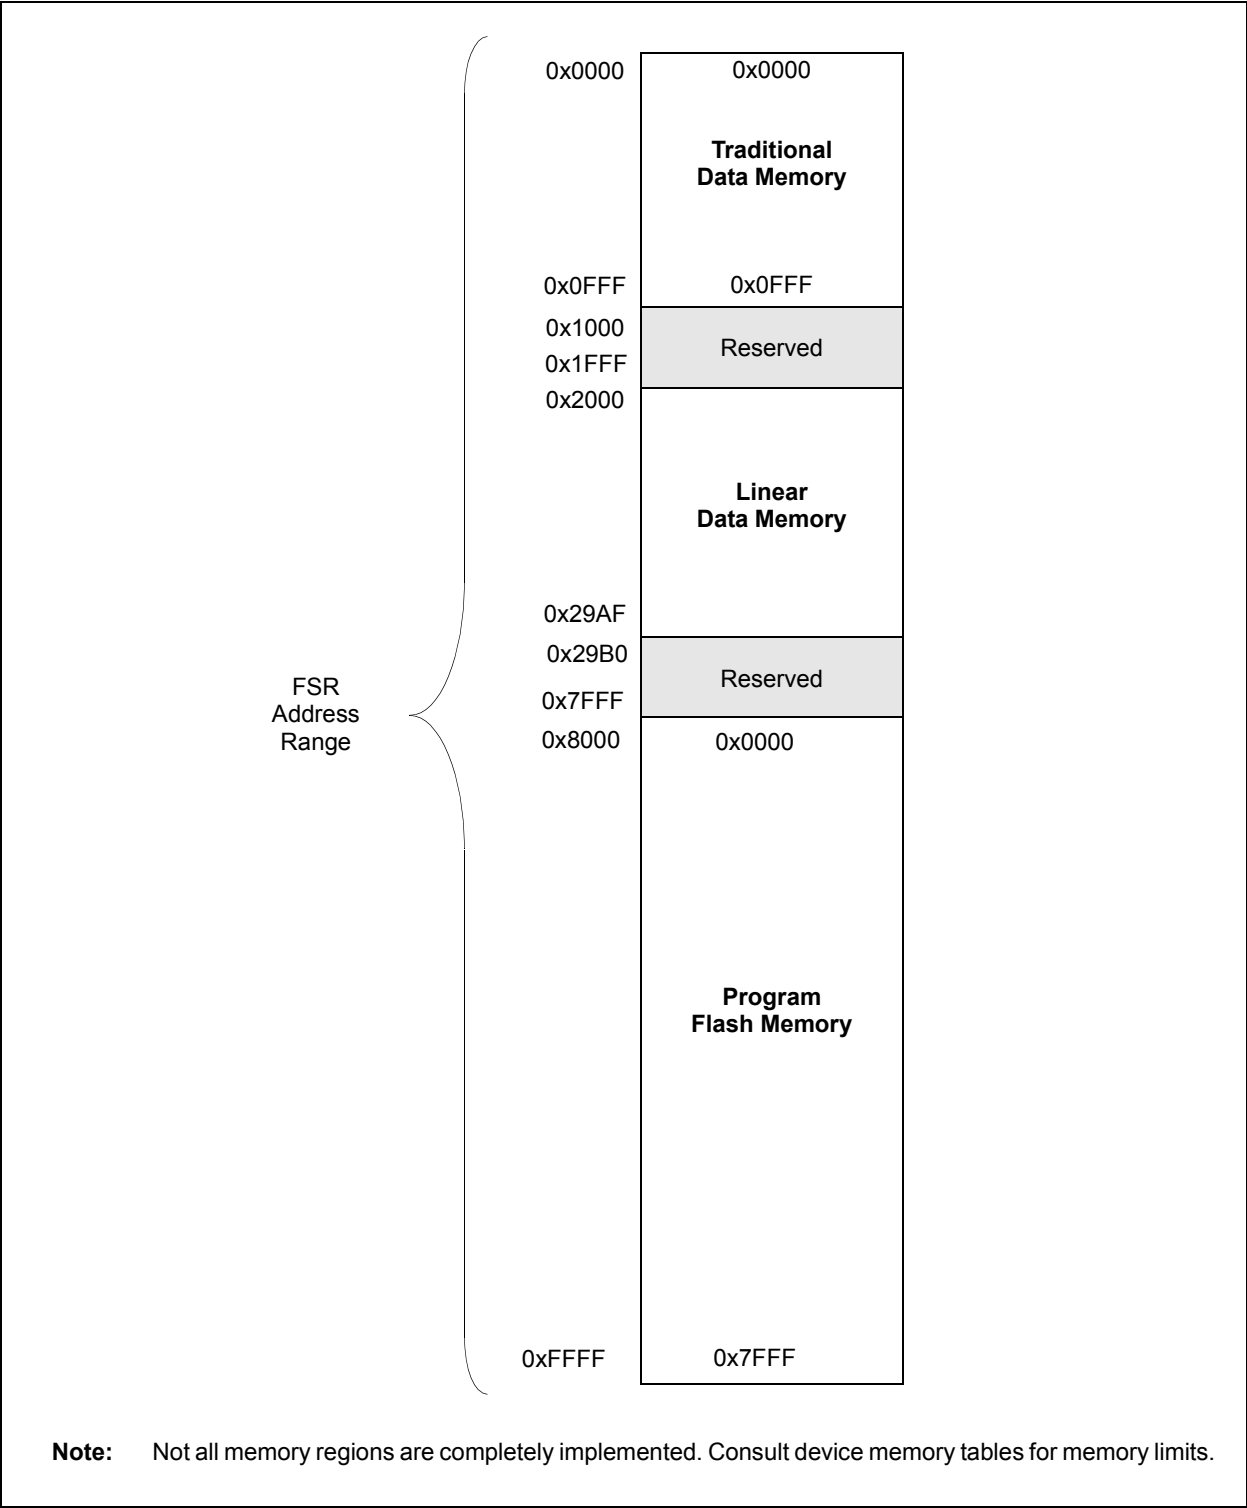 0x0000 0x0000
Traditional
Data Memory
0x0FFF 0x0FFF
0x1000
Reserved
0x1FFF
0x2000
Linear
Data Memory
0x29AF
0x29B0
Reserved
0x7FFF
FSR
Address
Range
0x8000 0x0000
Program
Flash Memory
0xFFFF 0x7FFF
Note: Not all memory regions are completely implemented. Consult device memory tables for memory limits.